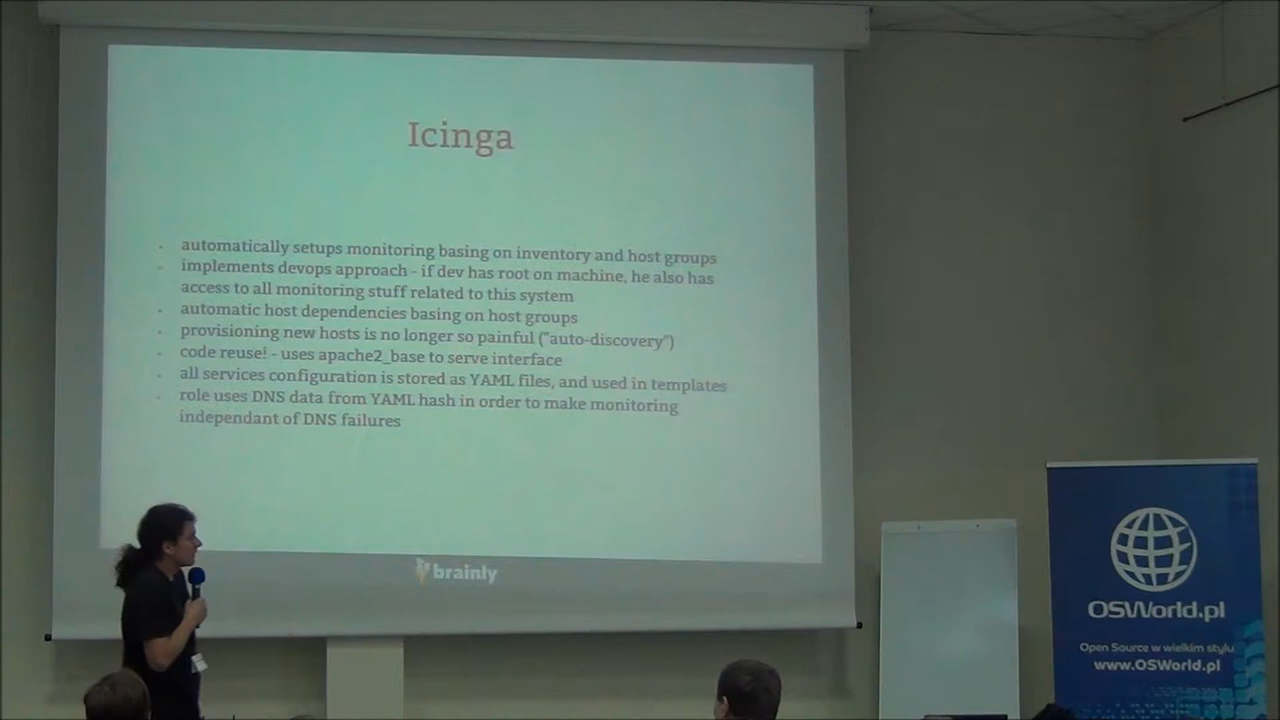 Icinga
automatically setups monitoring basing on inventory and host groups
implements devops approach - if dev has root on machine, he also has
access to all monitoring stuff related to this system
automatic host dependencies basing on host groups
provisioning new hosts is no longer so painful ("auto-discovery")
code reuse! - uses apache2_base to serve interface
all services configuration is stored as YAML files, and used in templates
role uses DNS data from YAML hash in order to make monitoring
independant of DNS failures
brainly
OSWorld.pl
Open Source w wielkim stylu
www.OSWorld.pl